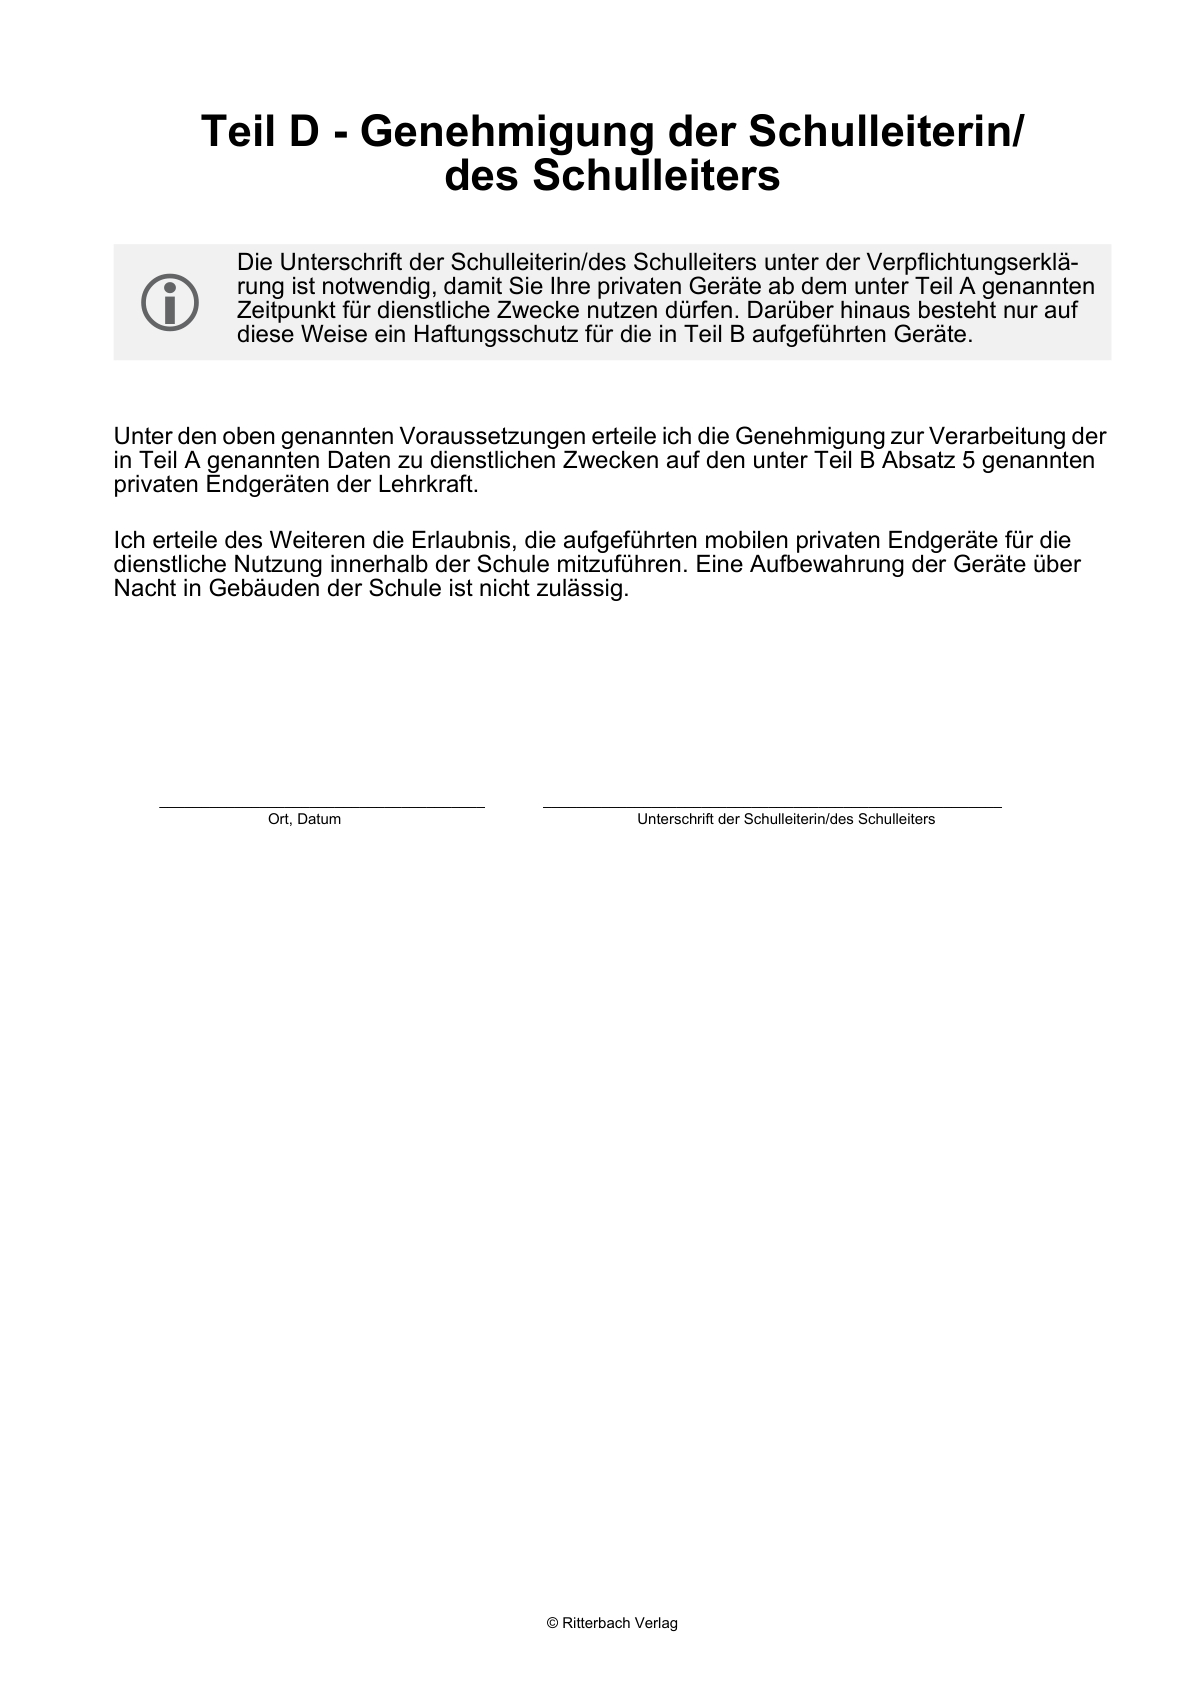 Teil D - Genehmigung der Schulleiterin/
des Schulleiters
Die Unterschrift der Schulleiterin/des Schulleiters unter der Verpflichtungserklä-
rung ist notwendig, damit Sie Ihre privaten Geräte ab dem unter Teil A genannten
Zeitpunkt für dienstliche Zwecke nutzen dürfen. Darüber hinaus besteht nur auf
diese Weise ein Haftungsschutz für die in Teil B aufgeführten Geräte.
Unter den oben genannten Voraussetzungen erteile ich die Genehmigung zur Verarbeitung der
in Teil A genannten Daten zu dienstlichen Zwecken auf den unter Teil B Absatz 5 genannten
privaten Endgeräten der Lehrkraft.
Ich erteile des Weiteren die Erlaubnis, die aufgeführten mobilen privaten Endgeräte für die
dienstliche Nutzung innerhalb der Schule mitzuführen. Eine Aufbewahrung der Geräte über
Nacht in Gebäuden der Schule ist nicht zulässig.
Ort, Datum
Unterschrift der Schulleiterin/des Schulleiters
© Ritterbach Verlag